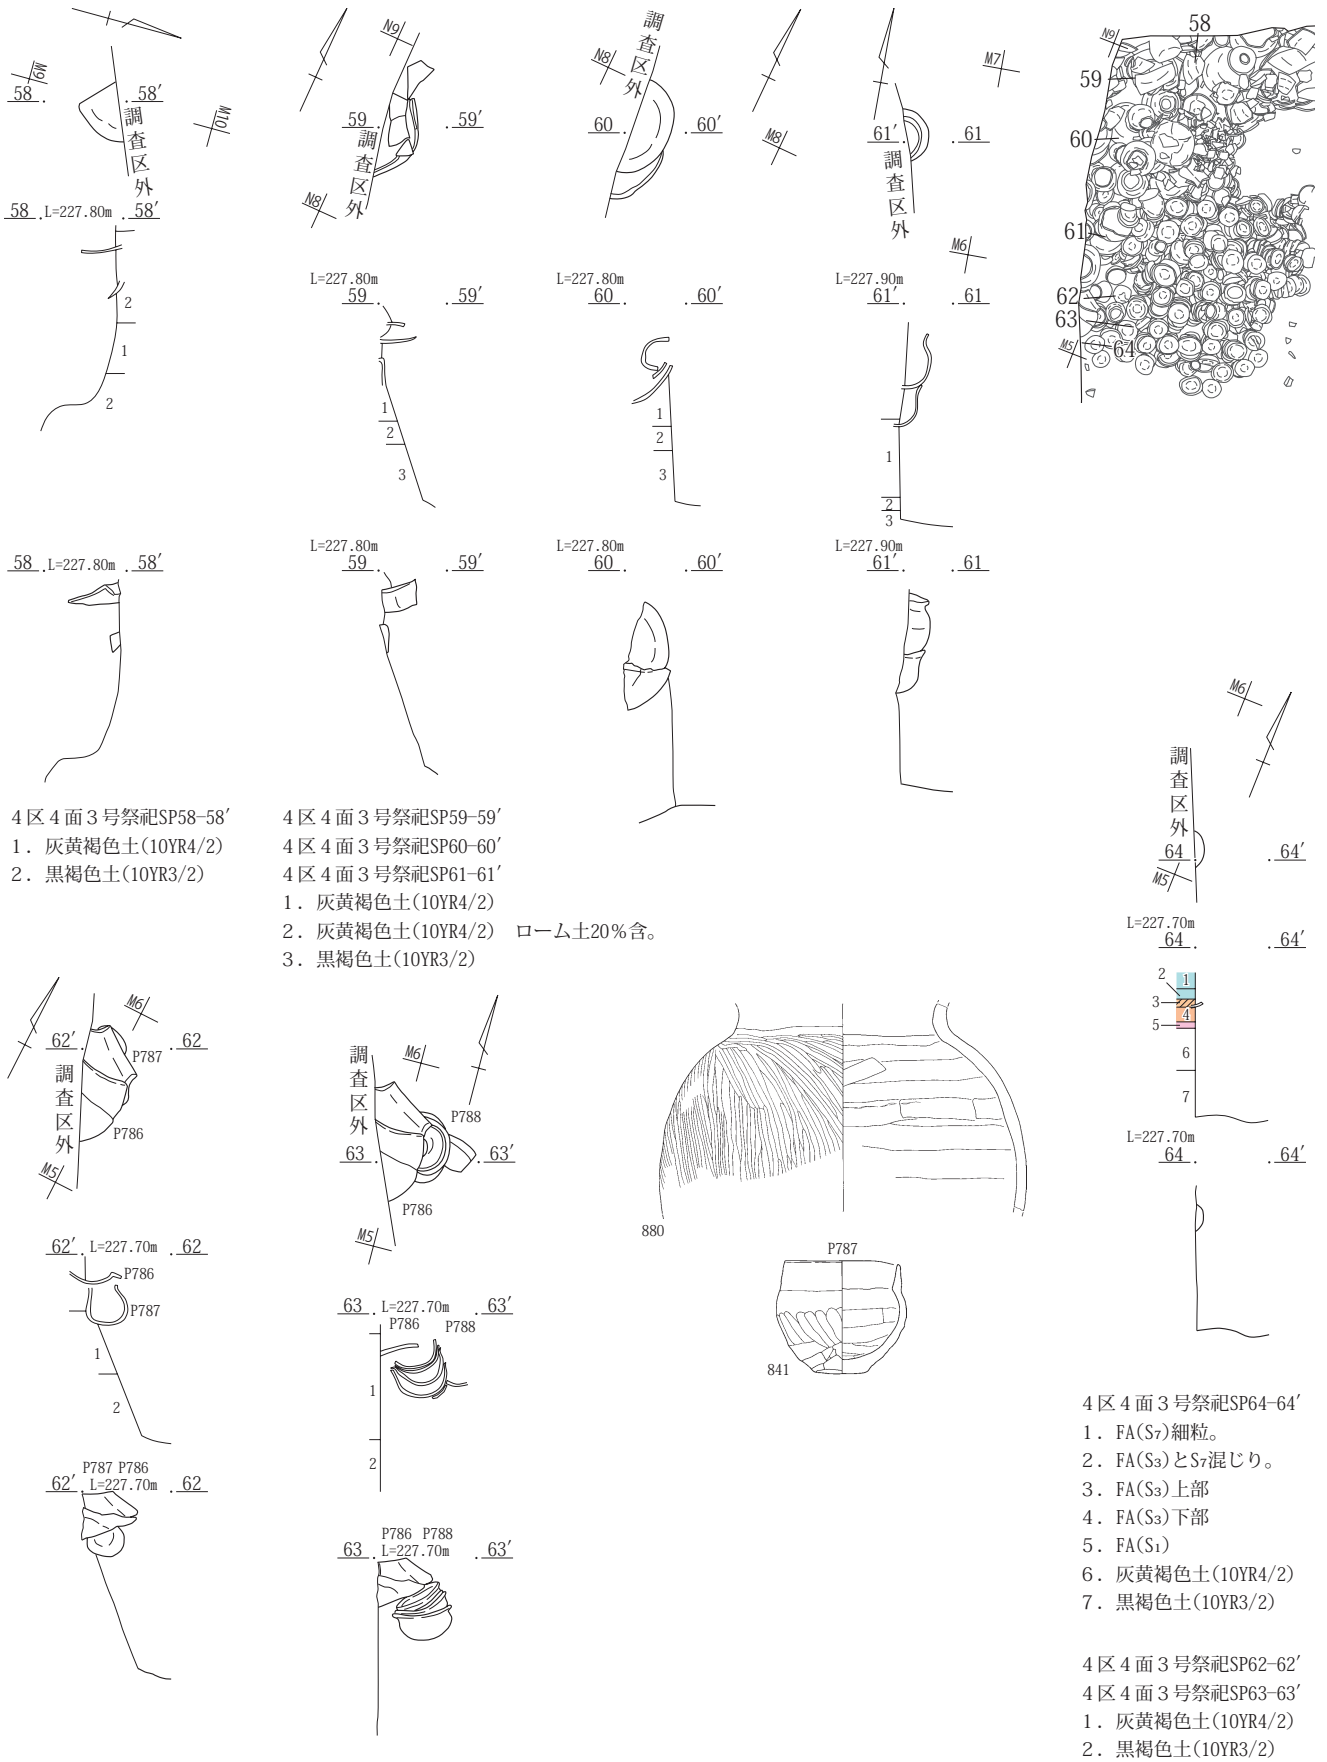 M9
58 . . 58′
調査区外
M10
58 . L=227.80m . 58′
2
1
2
58 . L=227.80m . 58′
N9
59 . . 59′
調査区外
N8
L=227.80m
59 . . 59′
1
2
3
L=227.80m
59 . . 59′
調査区外
N8
60 . . 60′
M8
L=227.80m
60 . . 60′
1
2
3
L=227.80m
60 . . 60′
M7
61′ . . 61
調査区外
M6
L=227.90m
61′ . . 61
1
2
3
L=227.90m
61′ . . 61
58
N9
59
60
61
62
63
M5
64
4区4面3号祭祀SP58-58′
1. 灰黄褐色土(10YR4/2)
2. 黒褐色土(10YR3/2)
4区4面3号祭祀SP59-59′
4区4面3号祭祀SP60-60′
4区4面3号祭祀SP61-61′
1. 灰黄褐色土(10YR4/2)
2. 灰黄褐色土(10YR4/2) ローム土20%含。
3. 黒褐色土(10YR3/2)
M6
62′ . . 62
P787
調査区外
P786
M5
62′ . L=227.70m . 62
P786
P787
1
2
P787 P786
62′ . L=227.70m . 62
調査区外
M6
P788
63 . . 63′
P786
M5
63 . L=227.70m . 63′
P786 P788
1
2
P786 P788
63 . L=227.70m . 63′
880
P787
841
M6
調査区外
64 . . 64′
M5
L=227.70m
64 . . 64′
2 1
3
4
5
6
7
L=227.70m
64 . . 64′
4区4面3号祭祀SP64-64′
1. FA(S₇)細粒。
2. FA(S₃)とS₇混じり。
3. FA(S₃)上部
4. FA(S₃)下部
5. FA(S₁)
6. 灰黄褐色土(10YR4/2)
7. 黒褐色土(10YR3/2)
4区4面3号祭祀SP62-62′
4区4面3号祭祀SP63-63′
1. 灰黄褐色土(10YR4/2)
2. 黒褐色土(10YR3/2)